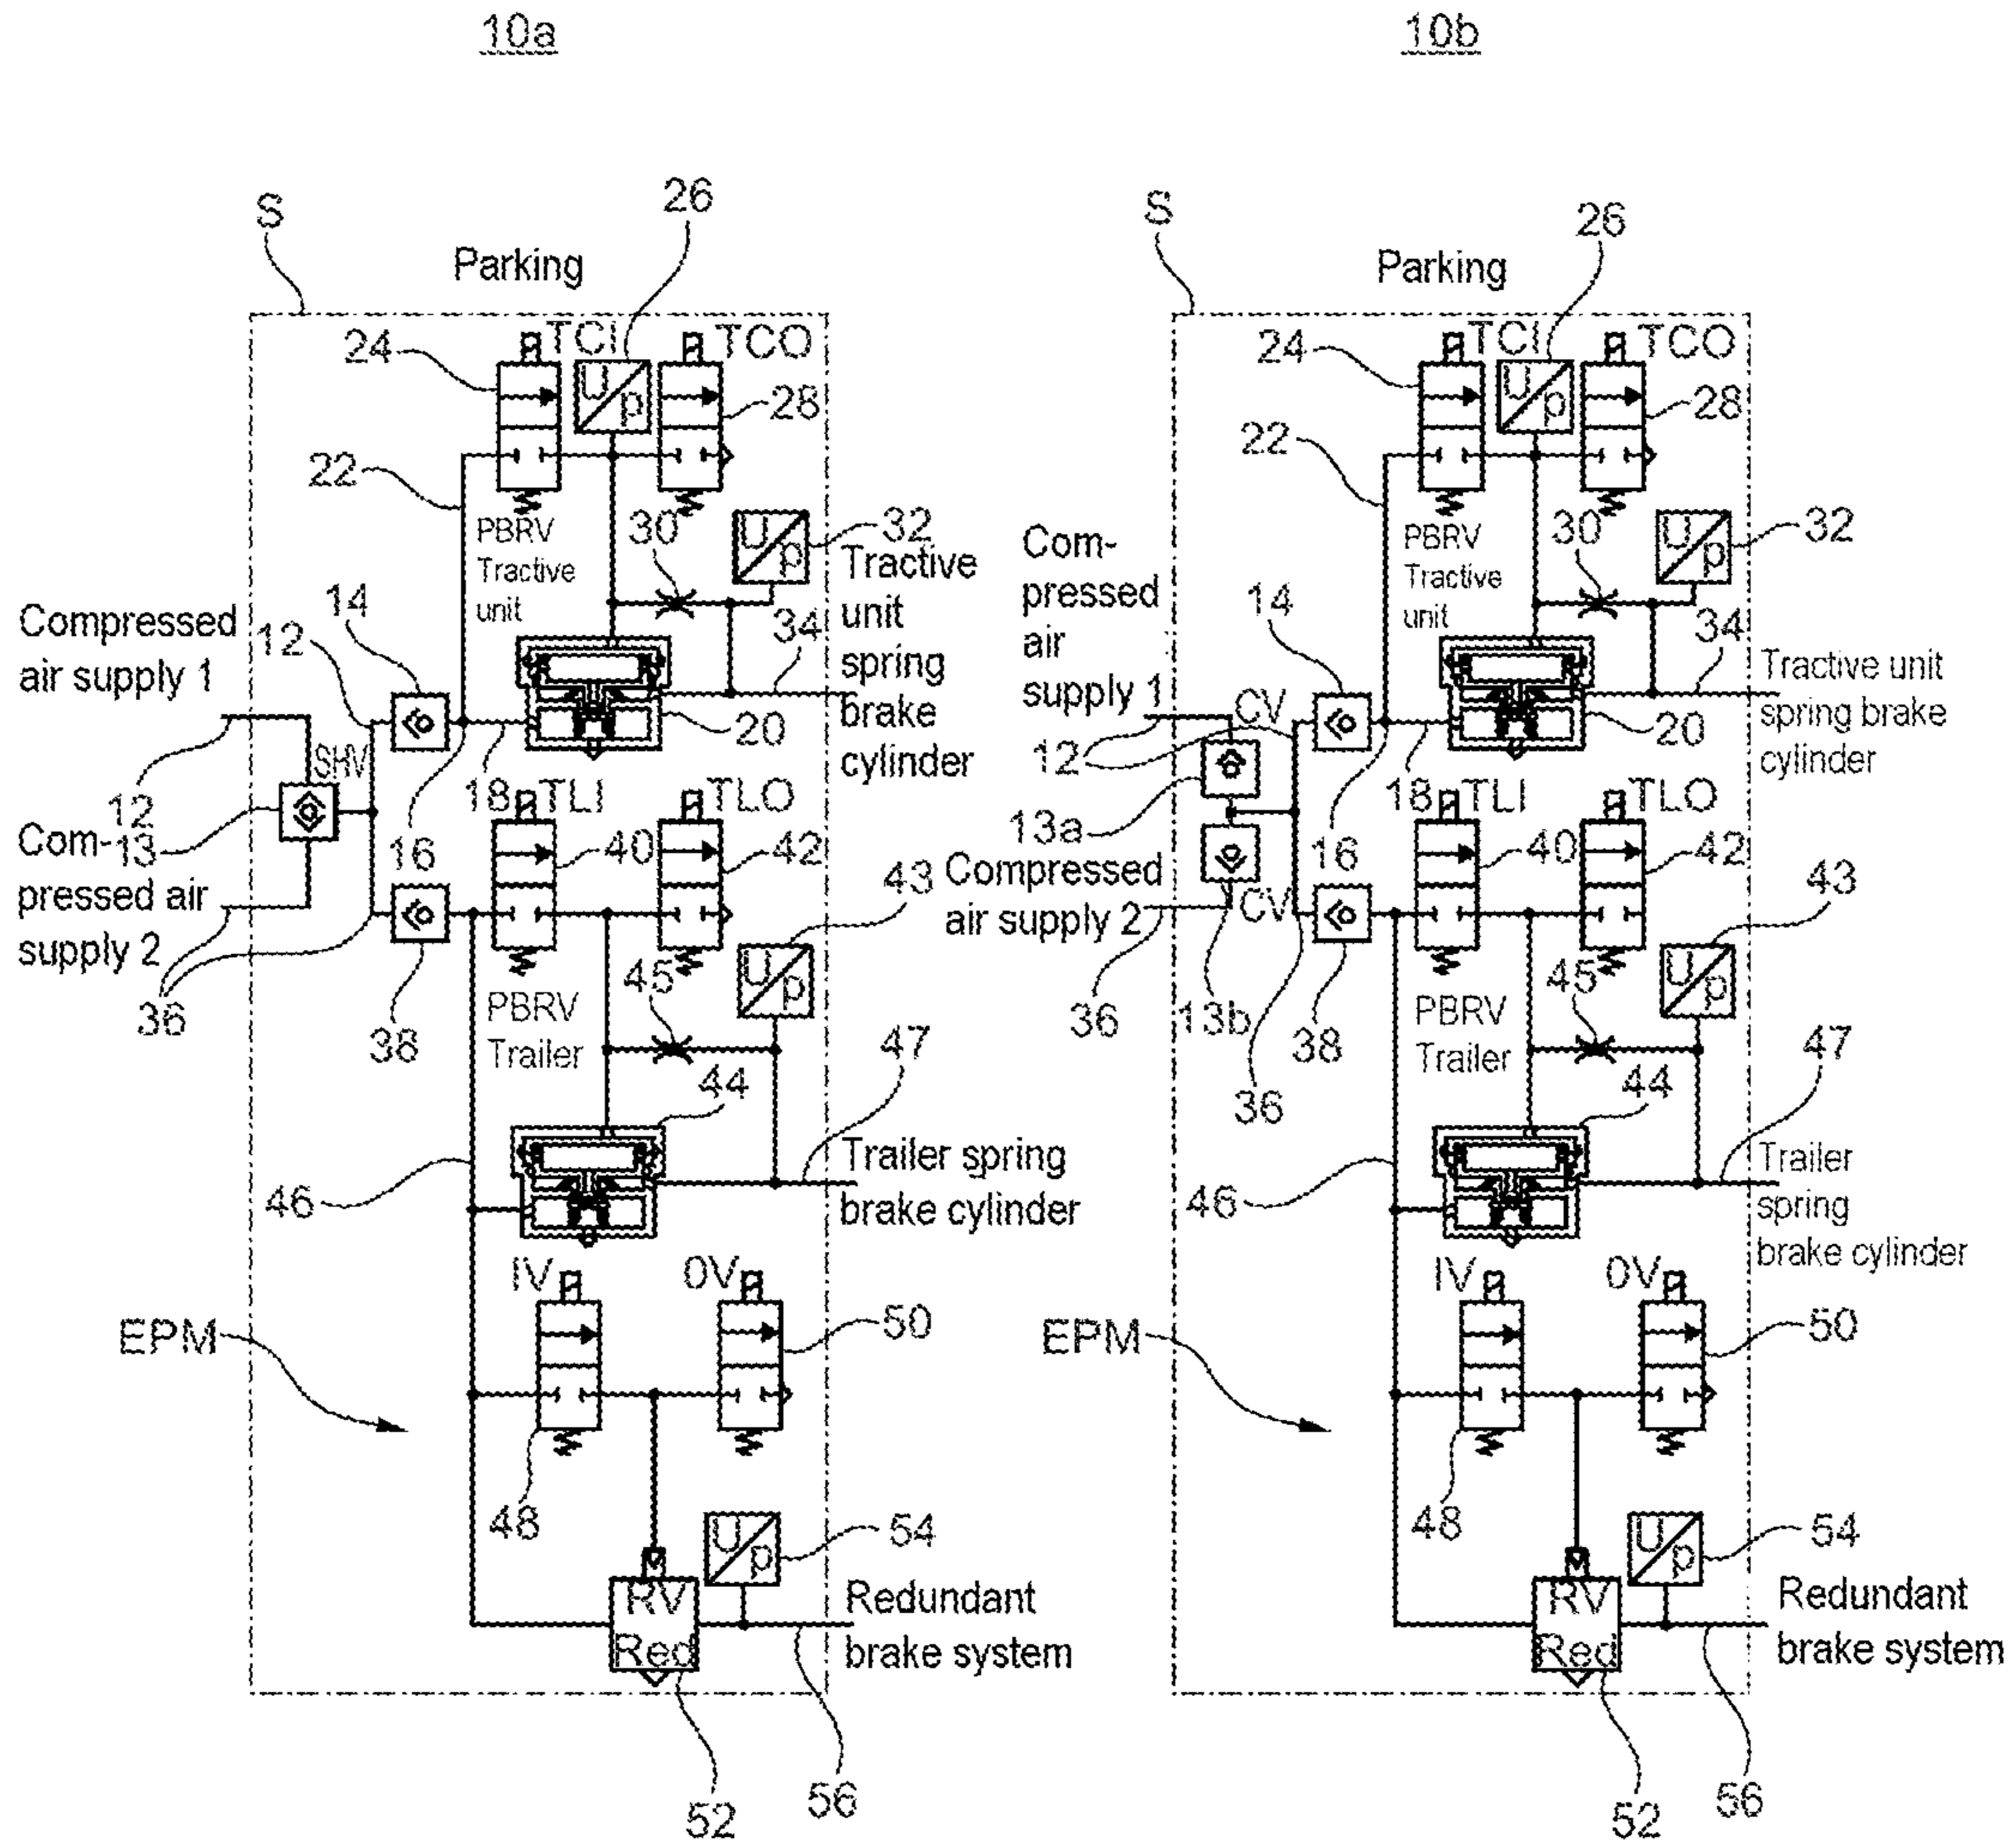 10a
S
Parking
26
24
TCI
U
p
TCO
28
22
PBRV
Tractive
unit
30
U
p
32
Tractive
unit
spring
brake
cylinder
Compressed
air supply 1
12
14
34
12
SHV
13
16
18
20
TLI
TLO
40
42
Com-
pressed air
supply 2
36
38
43
PBRV
Trailer
45
U
p
47
44
46
Trailer spring
brake cylinder
IV
0V
EPM
50
48
U
p
54
RV
Red
Redundant
brake system
52
56
10b
S
Parking
26
24
TCI
U
p
TCO
28
22
PBRV
Tractive
unit
30
U
p
32
Com-
pressed
air
supply 1
14
34
CV
12
Tractive unit
spring brake
cylinder
13a
16
18
20
TLI
TLO
40
42
Compressed
air supply 2
CV
36
13b
36
38
43
PBRV
Trailer
45
U
p
47
44
46
Trailer
spring
brake cylinder
IV
0V
EPM
50
48
U
p
54
RV
Red
Redundant
brake system
52
56